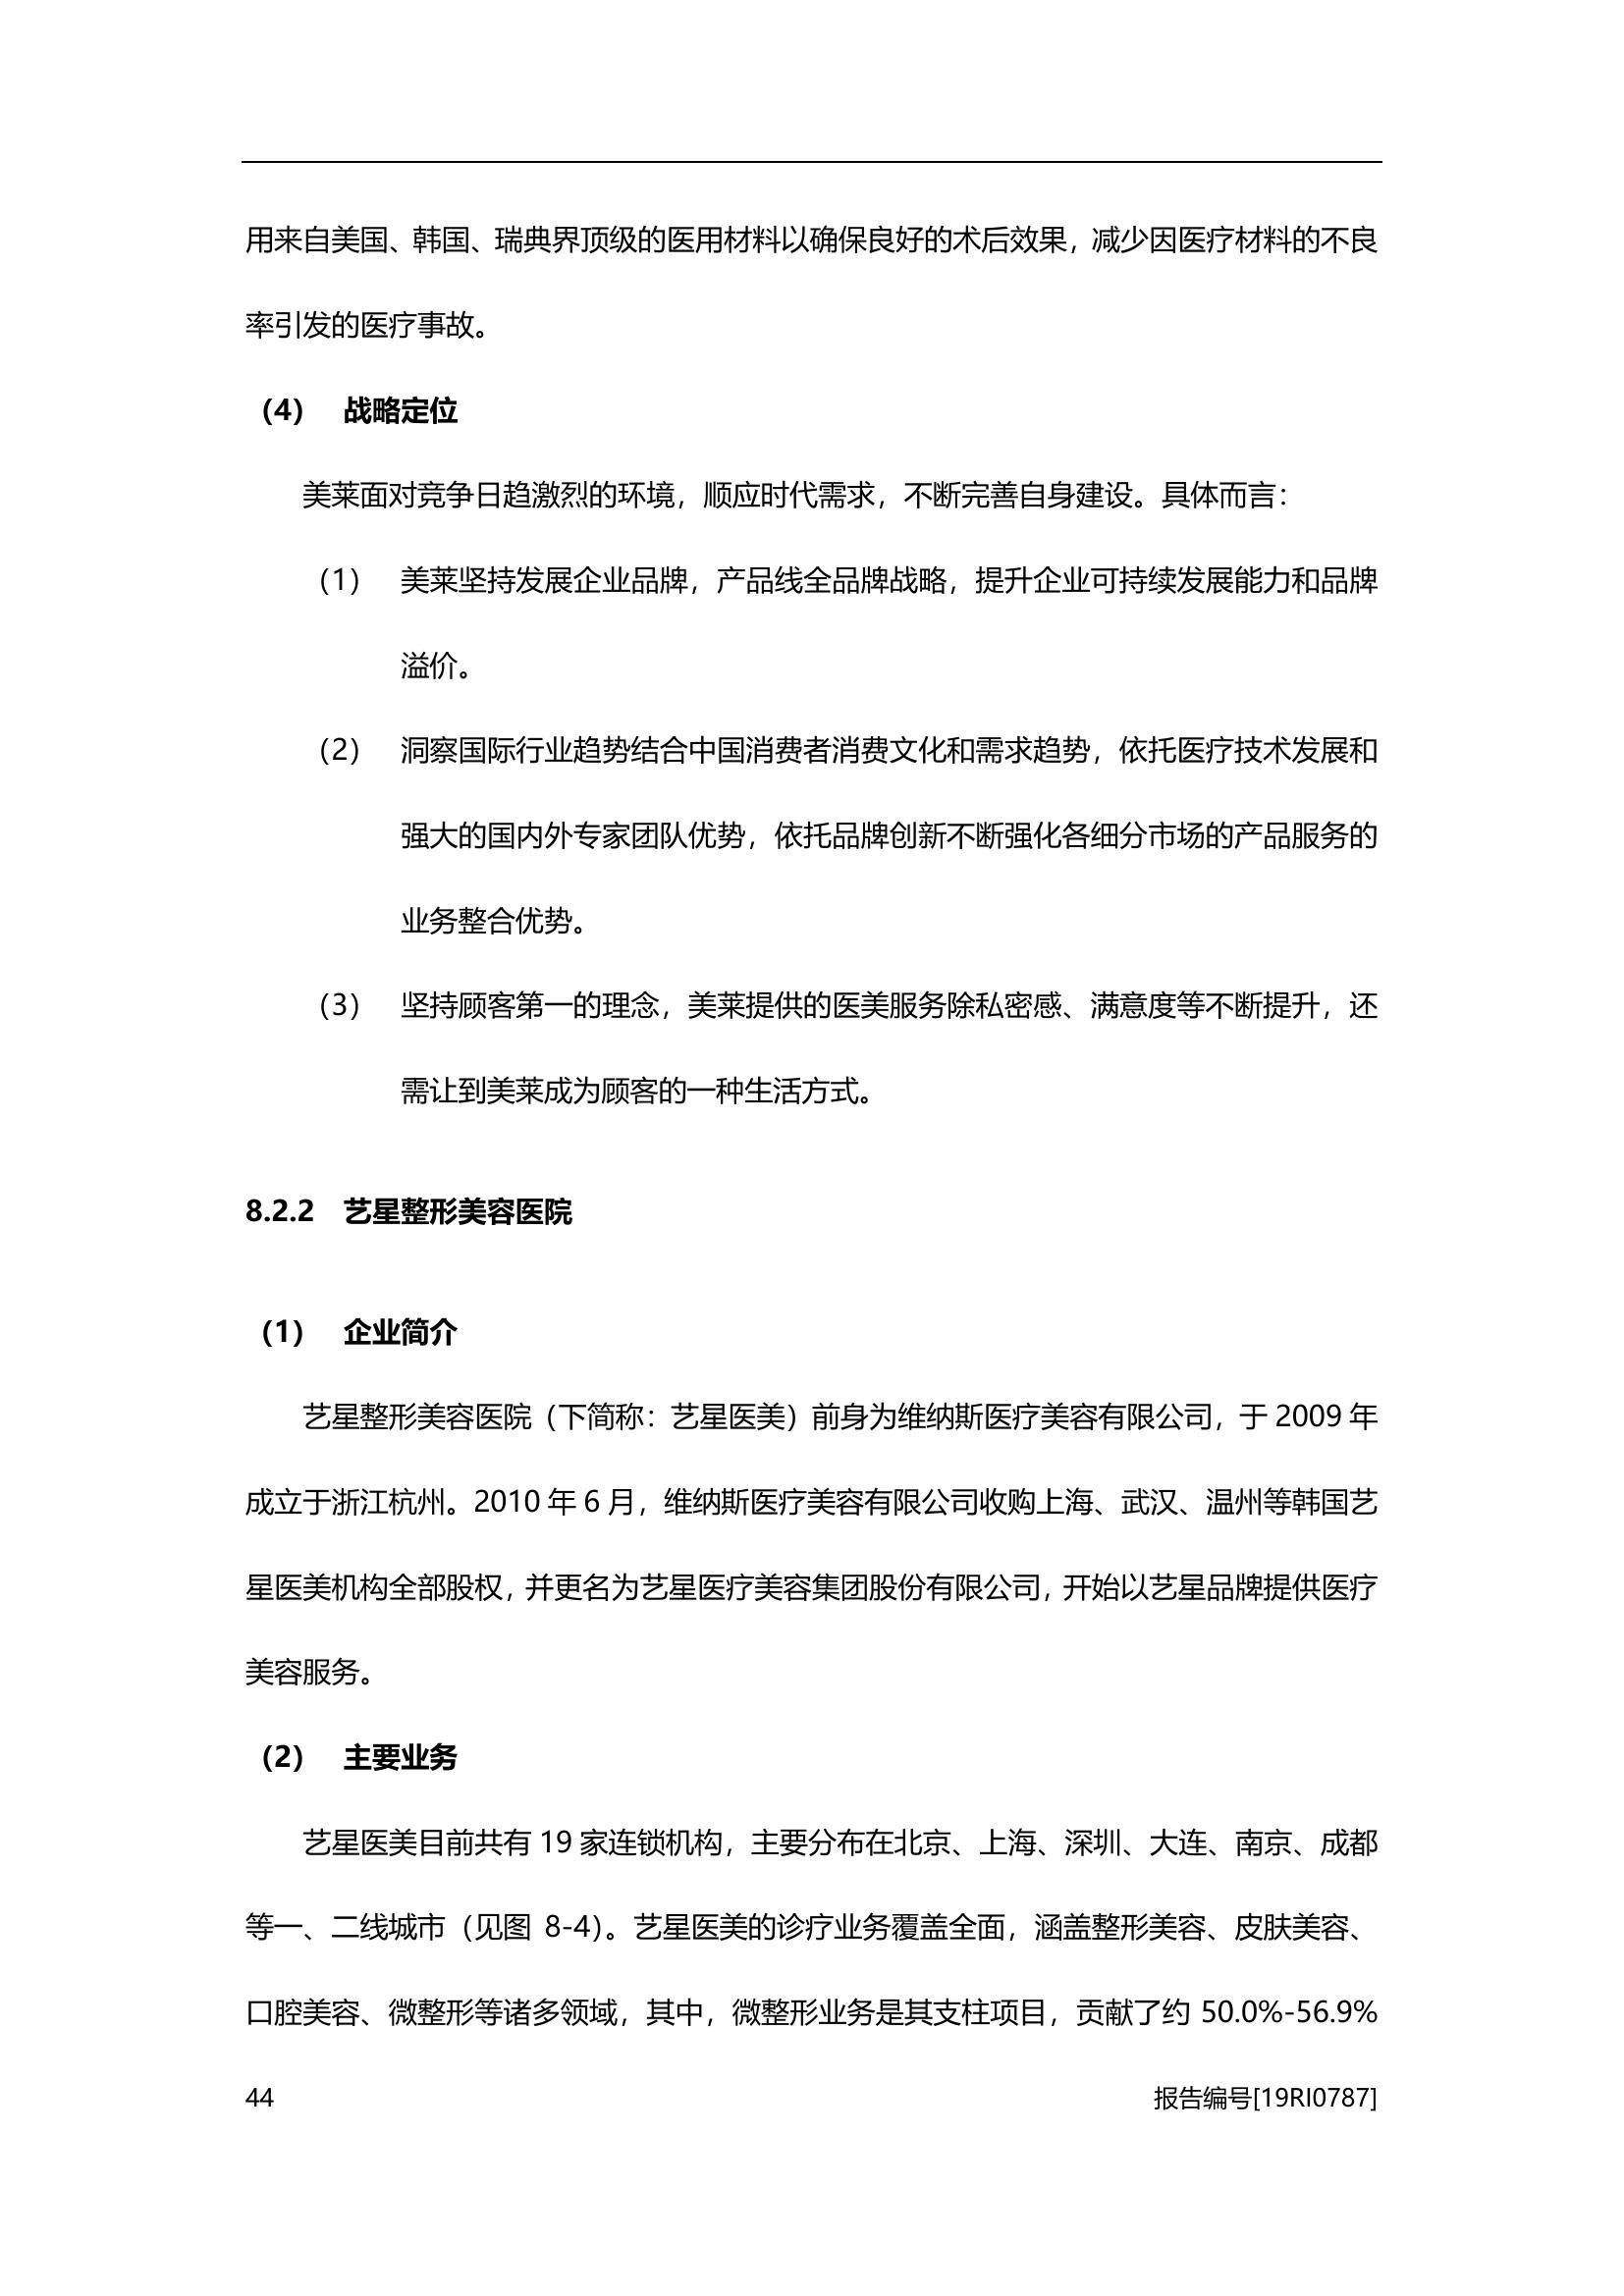 用来自美国、韩国、瑞典界顶级的医用材料以确保良好的术后效果，减少因医疗材料的不良
率引发的医疗事故。
（4） 战略定位
美莱面对竞争日趋激烈的环境，顺应时代需求，不断完善自身建设。具体而言：
（1） 美莱坚持发展企业品牌，产品线全品牌战略，提升企业可持续发展能力和品牌
溢价。
（2） 洞察国际行业趋势结合中国消费者消费文化和需求趋势，依托医疗技术发展和
强大的国内外专家团队优势，依托品牌创新不断强化各细分市场的产品服务的
业务整合优势。
（3） 坚持顾客第一的理念，美莱提供的医美服务除私密感、满意度等不断提升，还
需让到美莱成为顾客的一种生活方式。
8.2.2 艺星整形美容医院
（1） 企业简介
艺星整形美容医院（下简称：艺星医美）前身为维纳斯医疗美容有限公司，于 2009 年
成立于浙江杭州。2010 年 6 月，维纳斯医疗美容有限公司收购上海、武汉、温州等韩国艺
星医美机构全部股权，并更名为艺星医疗美容集团股份有限公司，开始以艺星品牌提供医疗
美容服务。
（2） 主要业务
艺星医美目前共有 19 家连锁机构，主要分布在北京、上海、深圳、大连、南京、成都
等一、二线城市（见图 8-4）。艺星医美的诊疗业务覆盖全面，涵盖整形美容、皮肤美容、
口腔美容、微整形等诸多领域，其中，微整形业务是其支柱项目，贡献了约 50.0%-56.9%
44 报告编号[19RI0787]